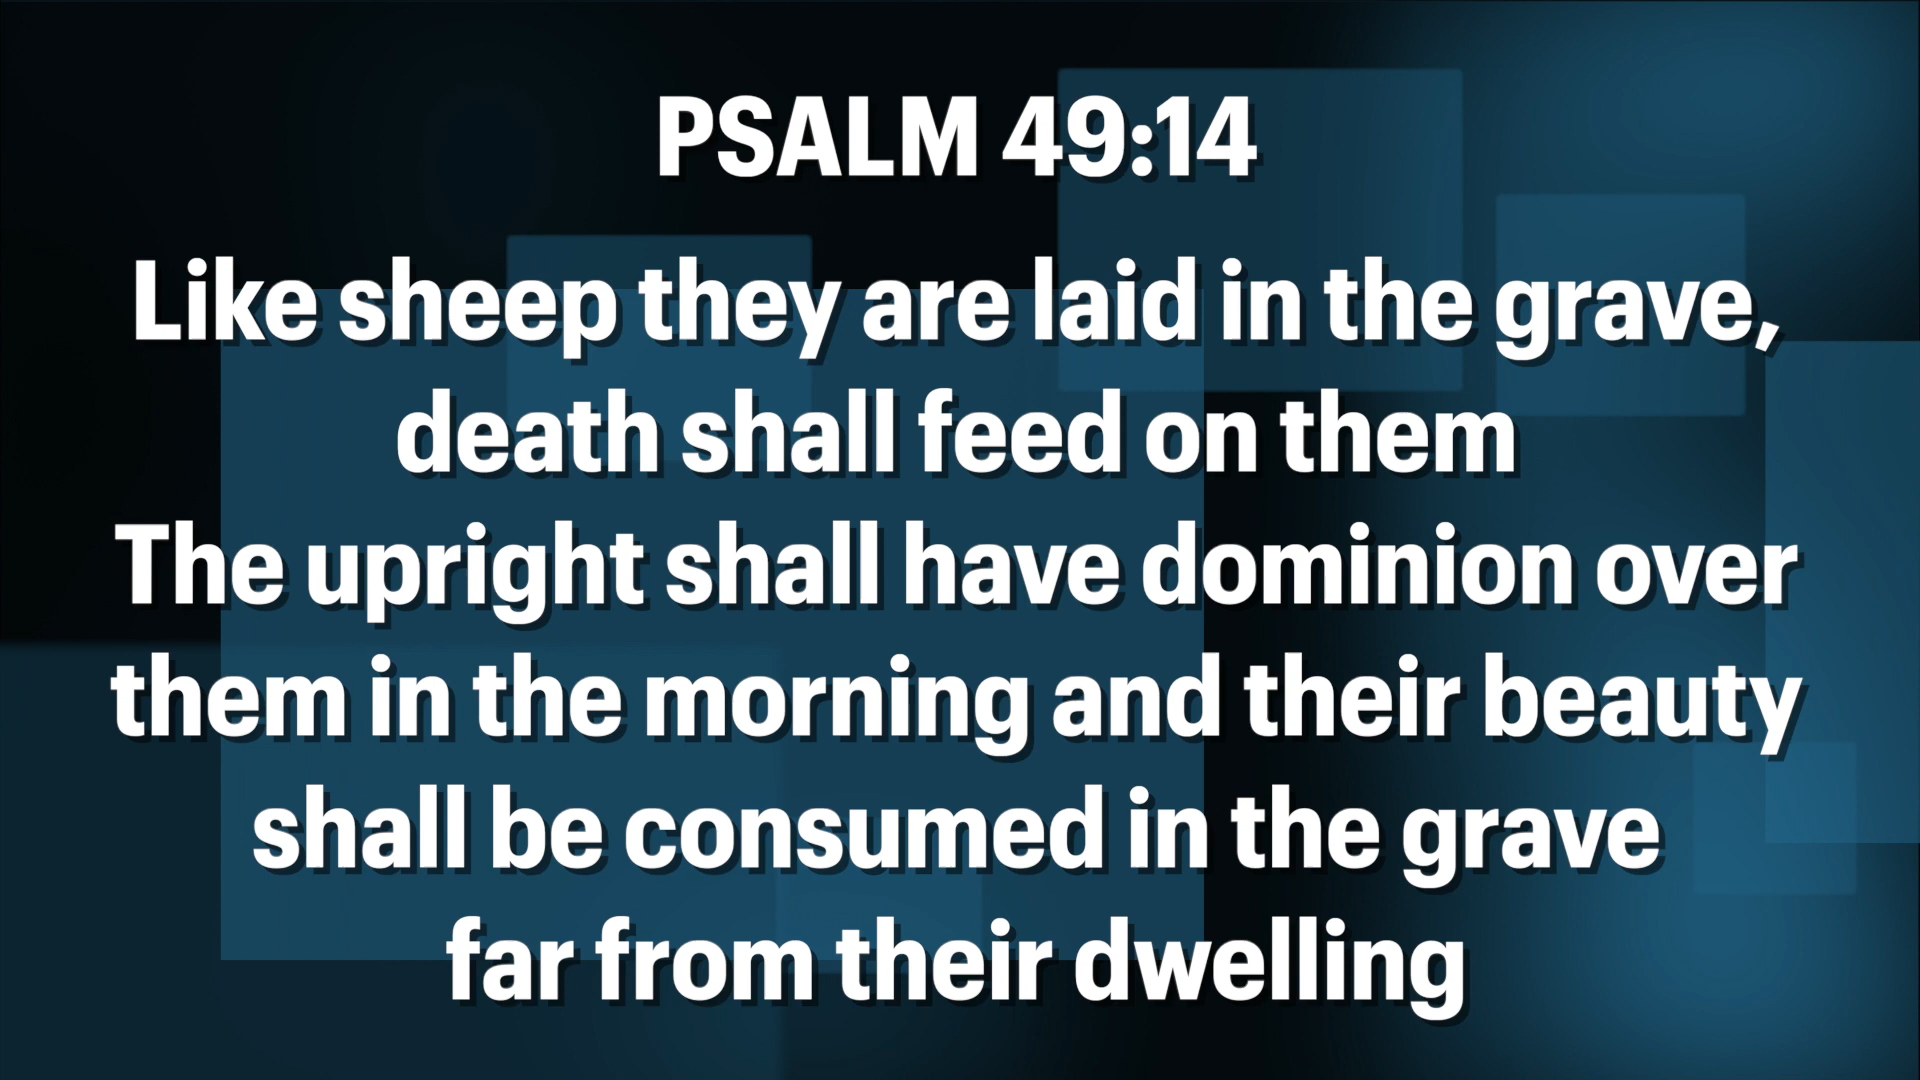 PSALM 49:14
Like sheep they are laid in the grave,
death shall feed on them
The upright shall have dominion over
them in the morning and their beauty
shall be consumed in the grave
far from their dwelling